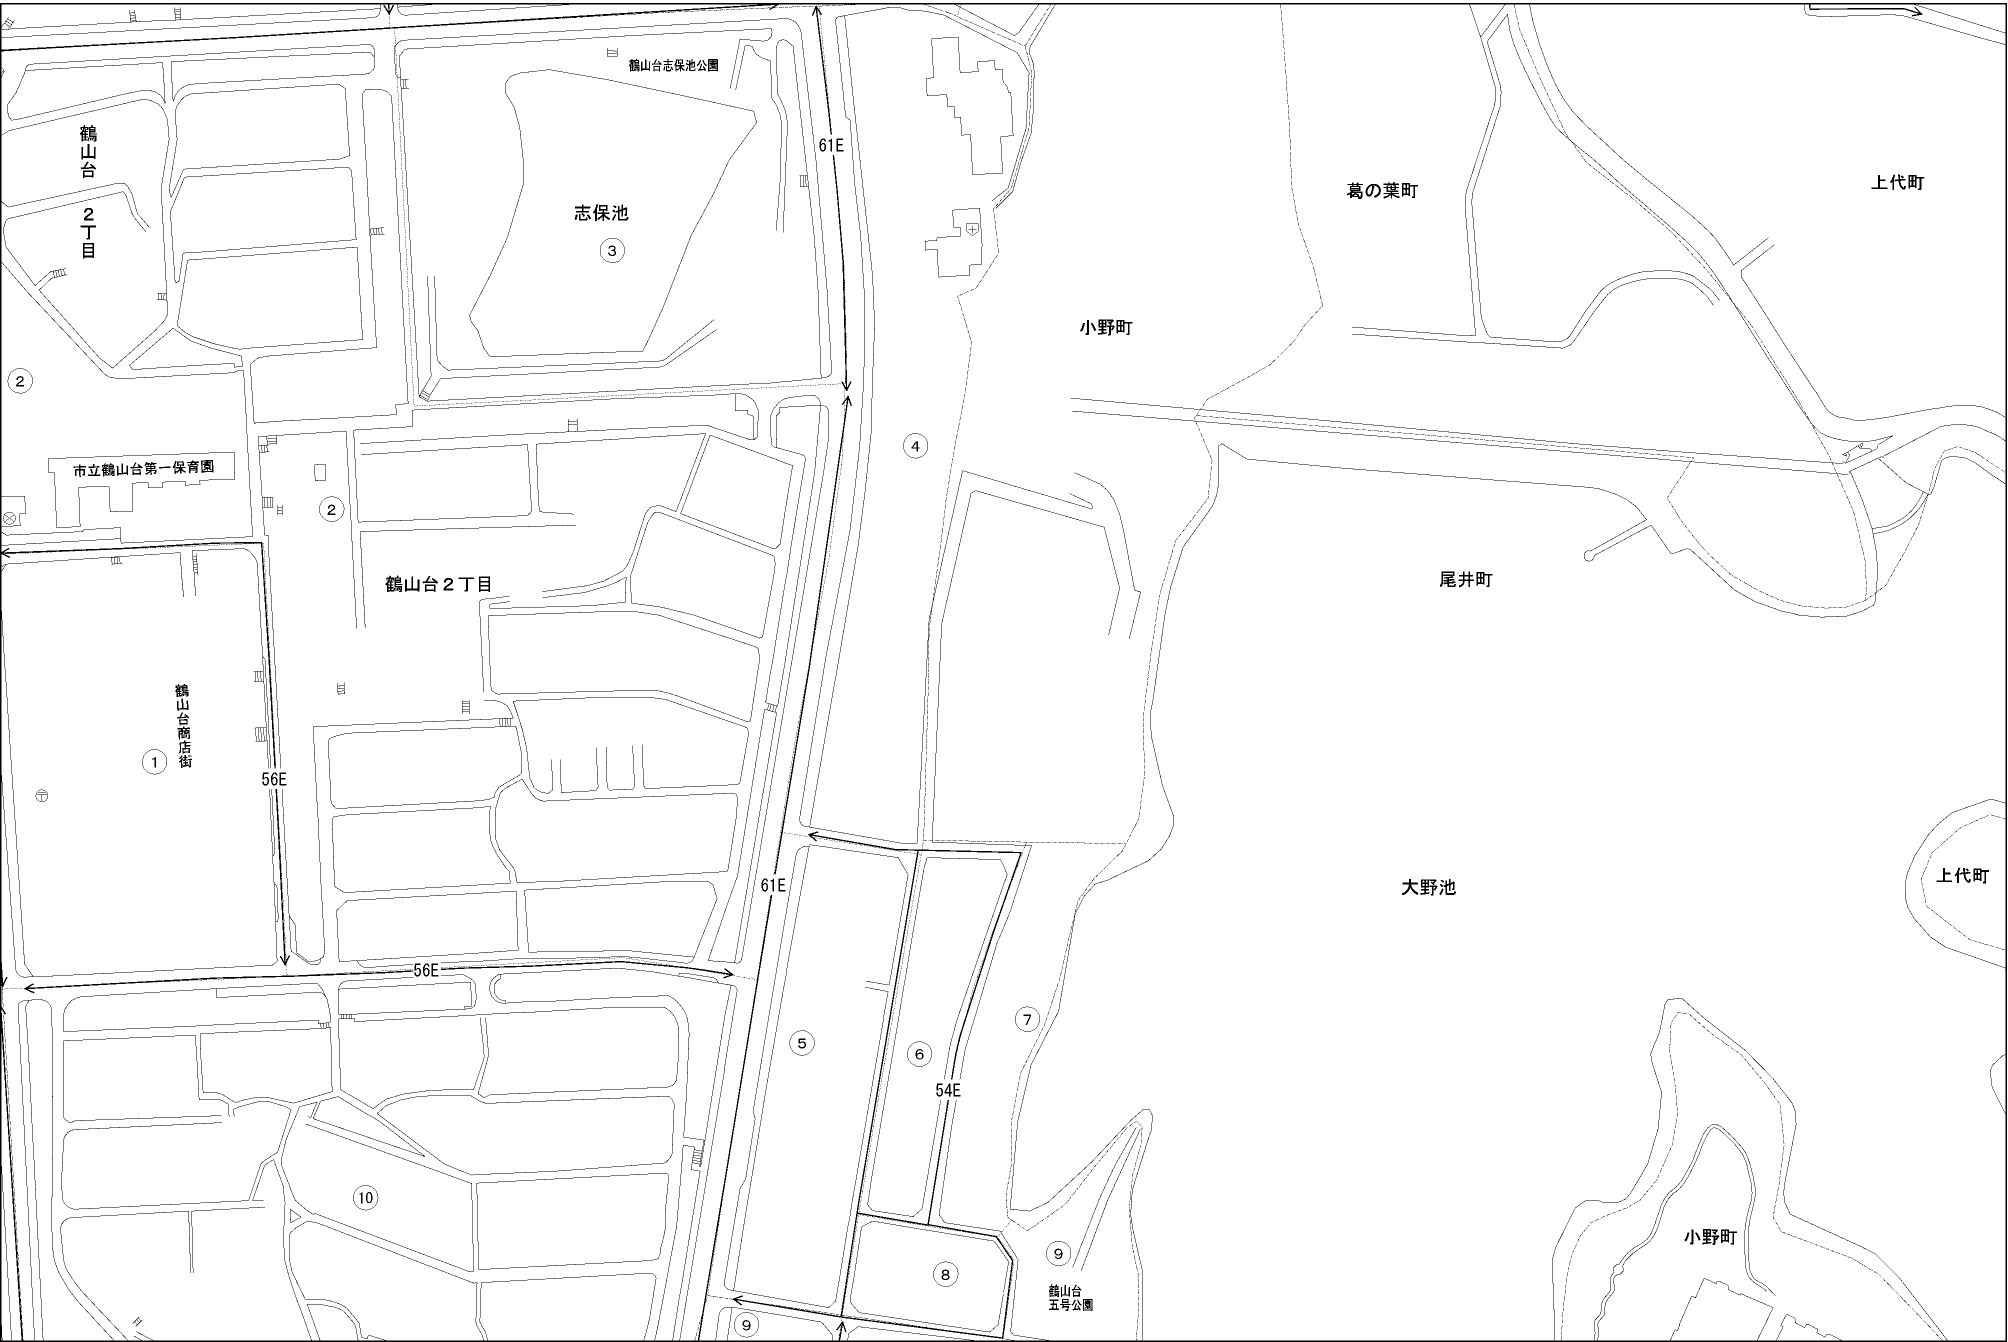 鶴山台志保池公園
鶴山台
２丁目
61E
志保池
③
葛の葉町
上代町
小野町
②
④
市立鶴山台第一保育園
②
鶴山台２丁目
尾井町
鶴山台商店街
①
56E
61E
大野池
上代町
56E
⑤
⑥
⑦
54E
⑩
⑧
⑨
鶴山台
五号公園
小野町
⑨